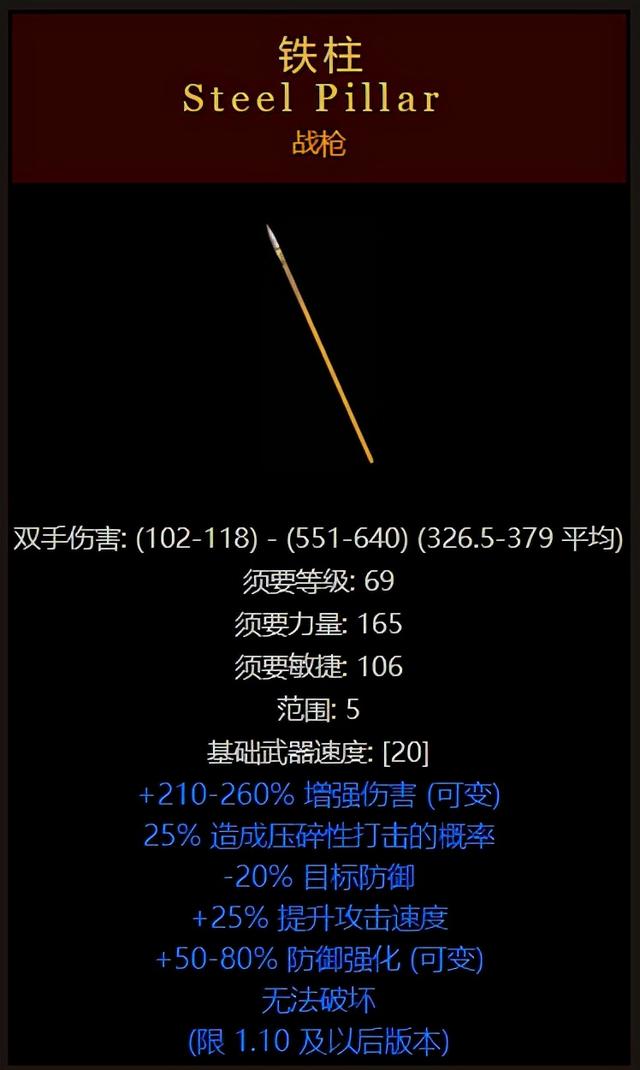 铁柱
Steel Pillar
战枪
双手伤害: (102-118) - (551-640) (326.5-379 平均)
须要等级: 69
须要力量: 165
须要敏捷: 106
范围: 5
基础武器速度: [20]
+210-260% 增强伤害 (可变)
25% 造成压碎性打击的概率
-20% 目标防御
+25% 提升攻击速度
+50-80% 防御强化 (可变)
无法破坏
(限 1.10 及以后版本)